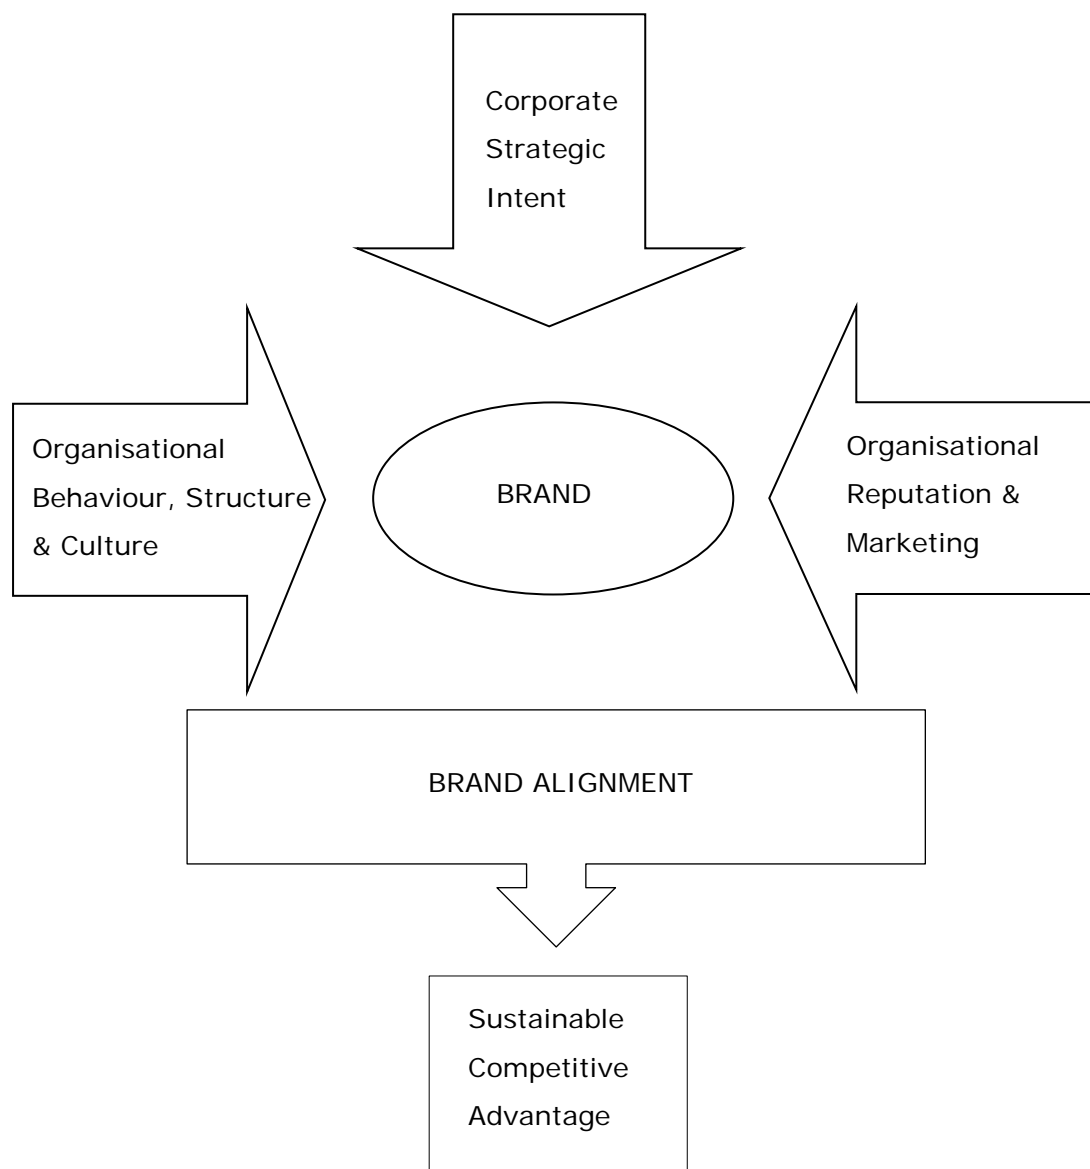 Corporate
Strategic
Intent
Organisational
Behaviour, Structure
& Culture
BRAND
Organisational
Reputation &
Marketing
BRAND ALIGNMENT
Sustainable
Competitive
Advantage